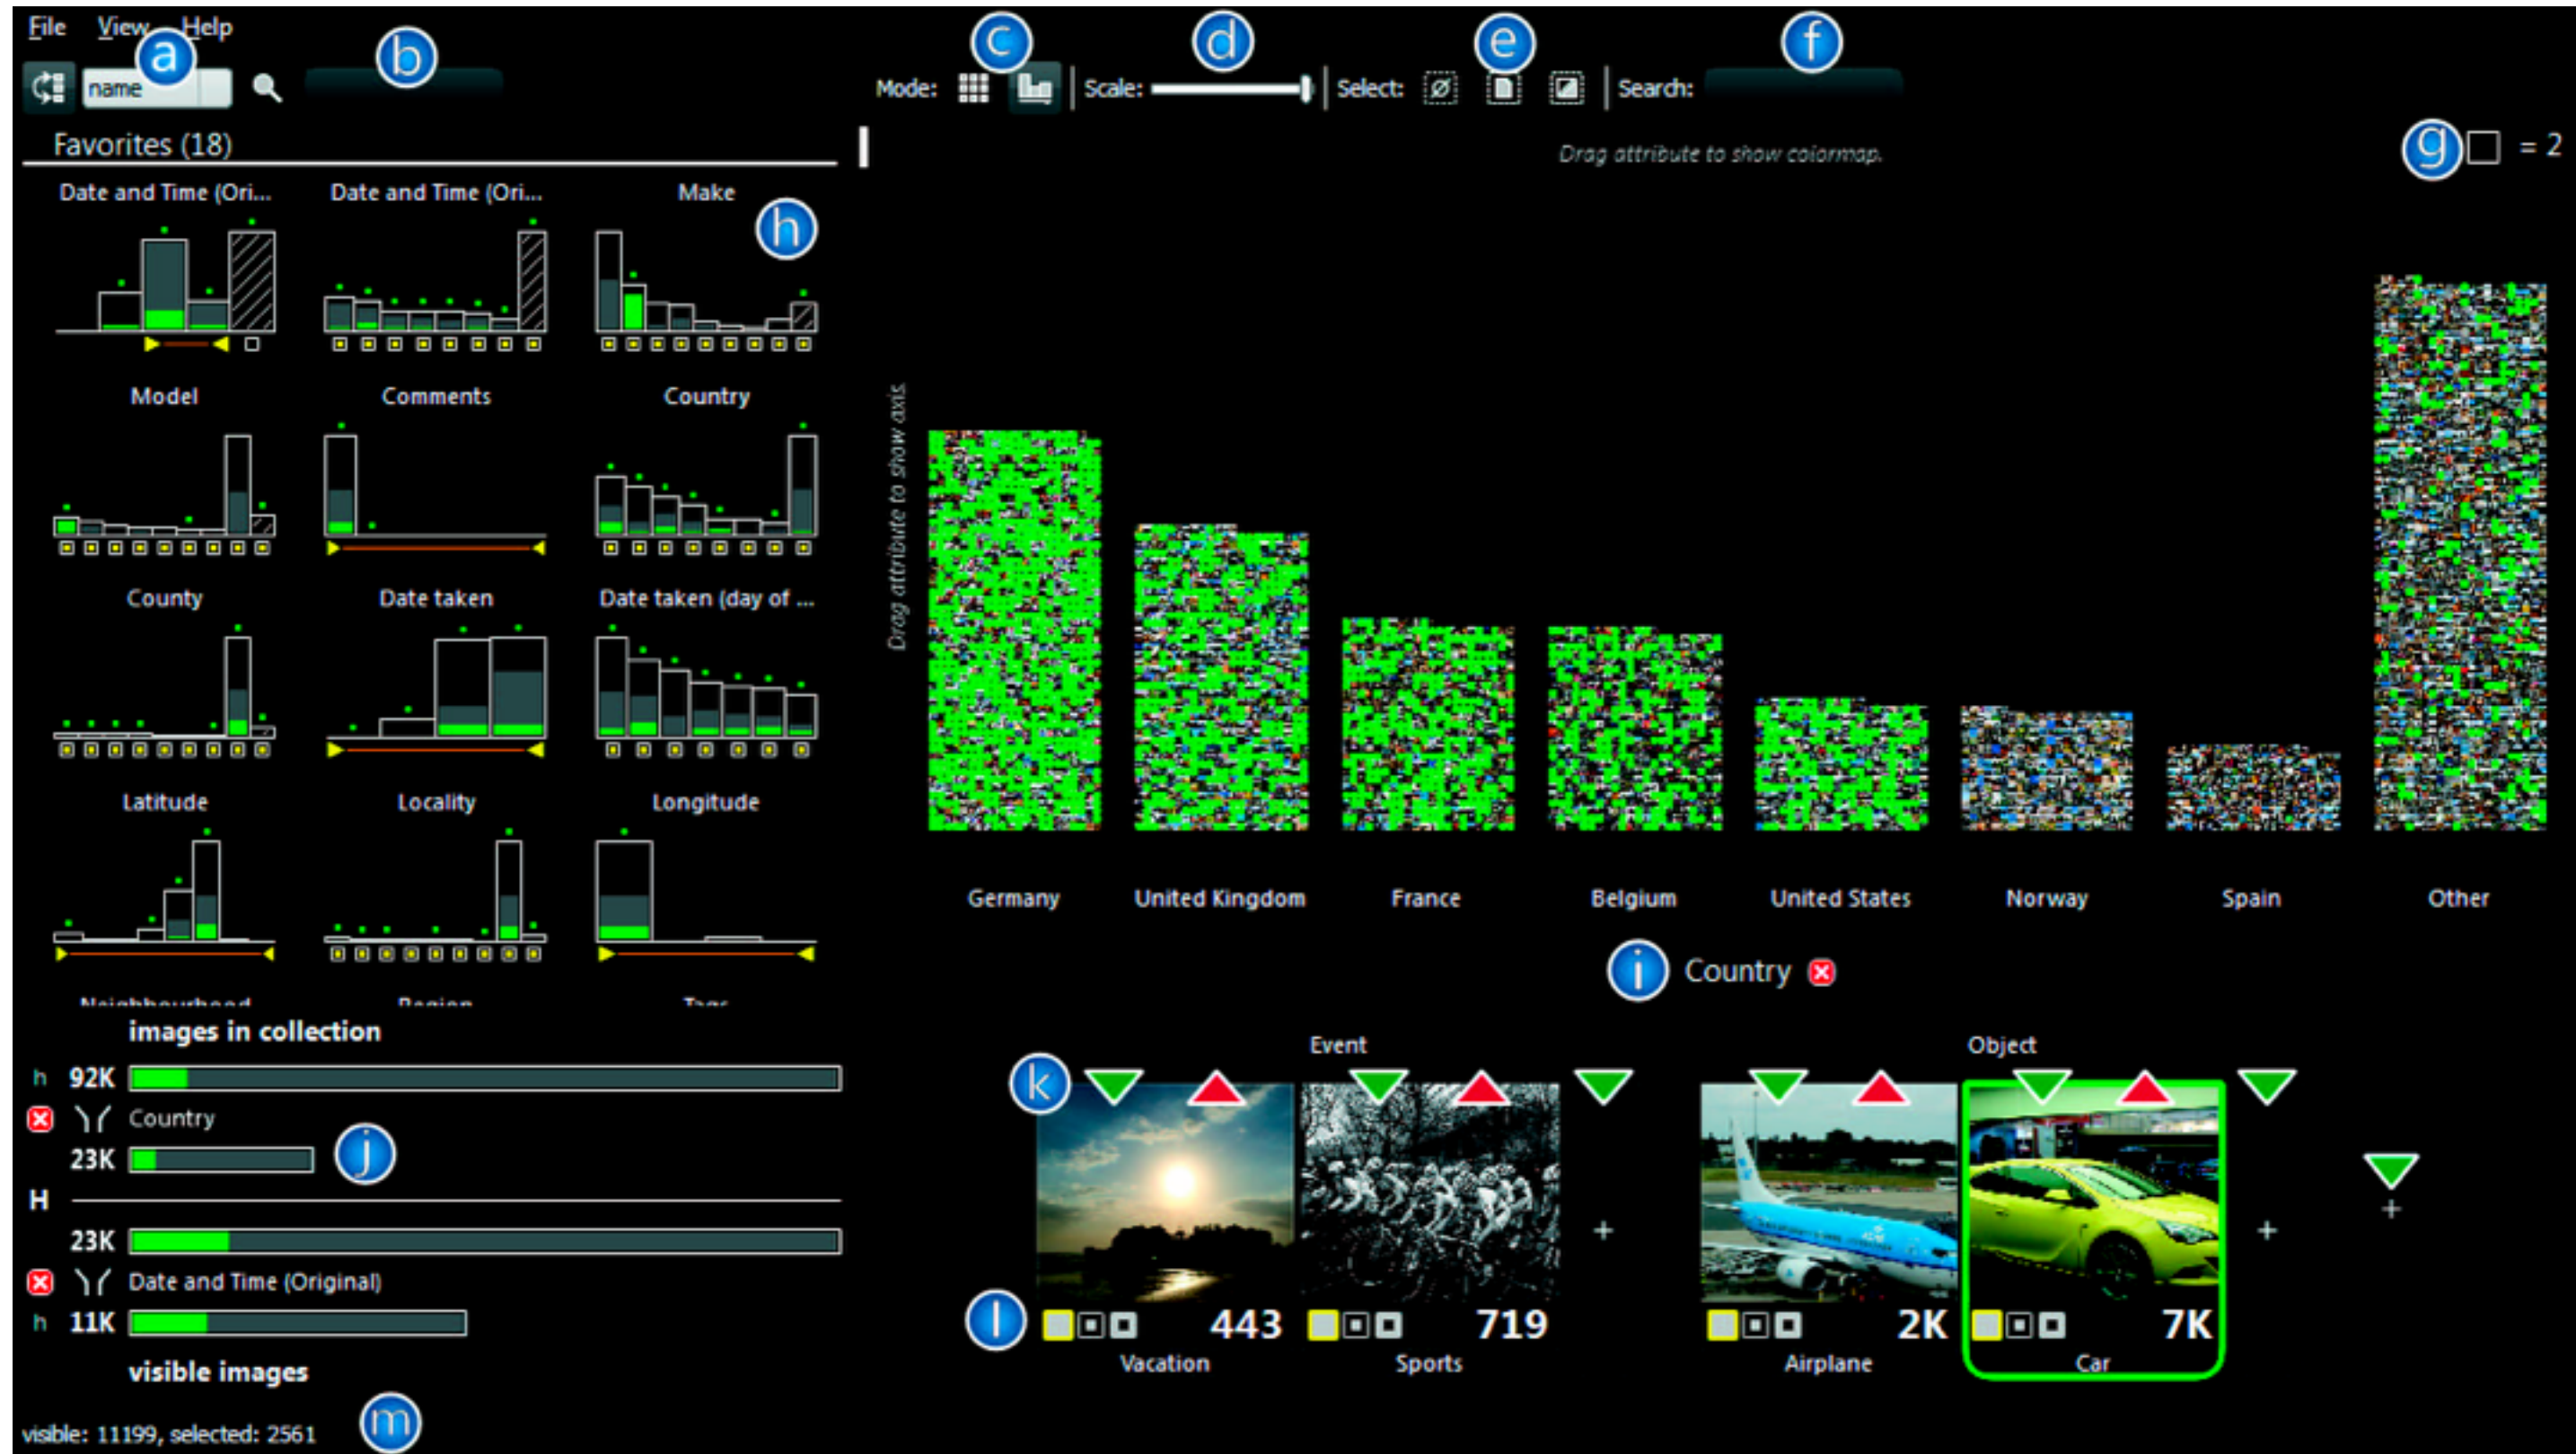 File View Help
a b c d e f
name
Mode: Scale: Select: Search:
Favorites (18)
Drag attribute to show colormap.
g = 2
Date and Time (Ori... Date and Time (Ori... Make
h
Model Comments Country
Drag attribute to show axis.
County Date taken Date taken (day of ...
Latitude Locality Longitude
Neighbourhood Region Tags
Germany United Kingdom France Belgium United States Norway Spain Other
i Country
images in collection
h 92K
Country
23K
j
H
23K
Date and Time (Original)
h 11K
visible images
m
visible: 11199, selected: 2561
Event Object
k
+ + +
l 443 719 2K 7K
Vacation Sports Airplane Car